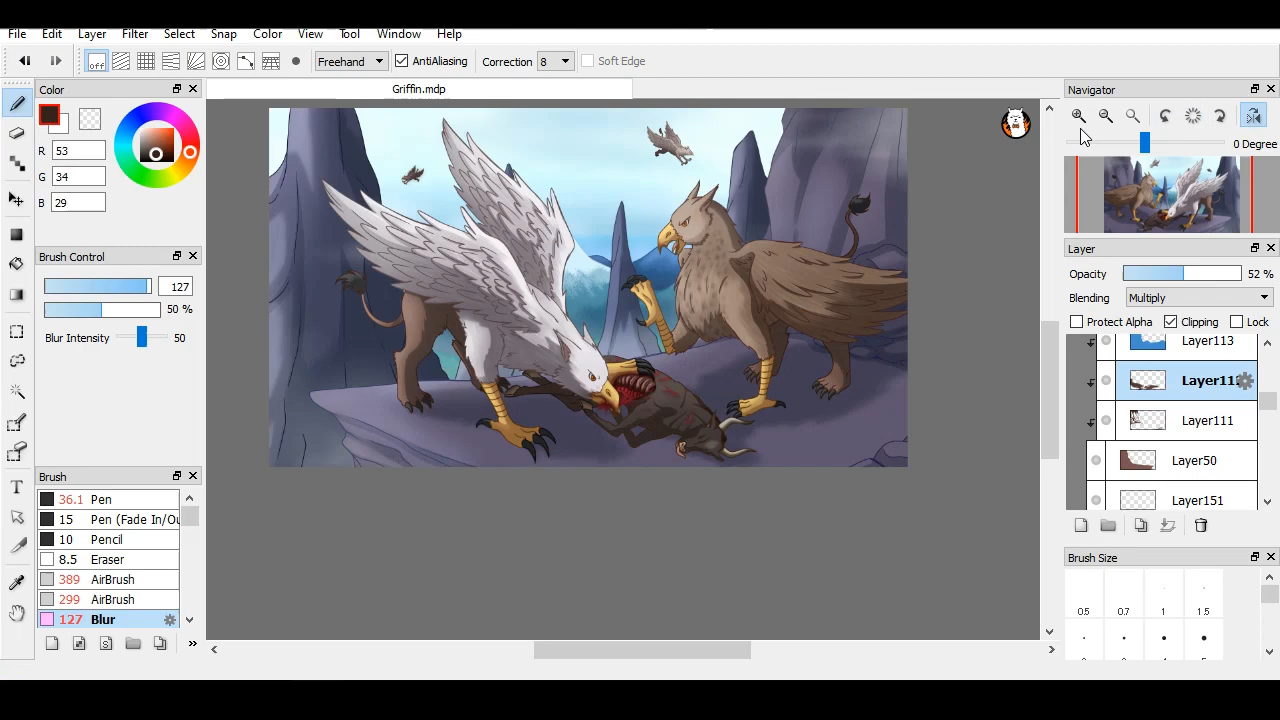 File Edit Layer Filter Select Snap Color View Tool Window Help
off Freehand AntiAliasing Correction 8 Soft Edge
Color
Griffin.mdp
Navigator
R 53
G 34
B 29
0 Degree
Brush Control
127
50 %
Blur Intensity 50
Layer
Opacity 52 %
Blending Multiply
Protect Alpha Clipping Lock
Layer113
Layer11
Layer111
Layer50
Layer151
Brush
36.1 Pen
15 Pen (Fade In/Ou
10 Pencil
8.5 Eraser
389 AirBrush
299 AirBrush
127 Blur
Brush Size
0.5 0.7 1 1.5